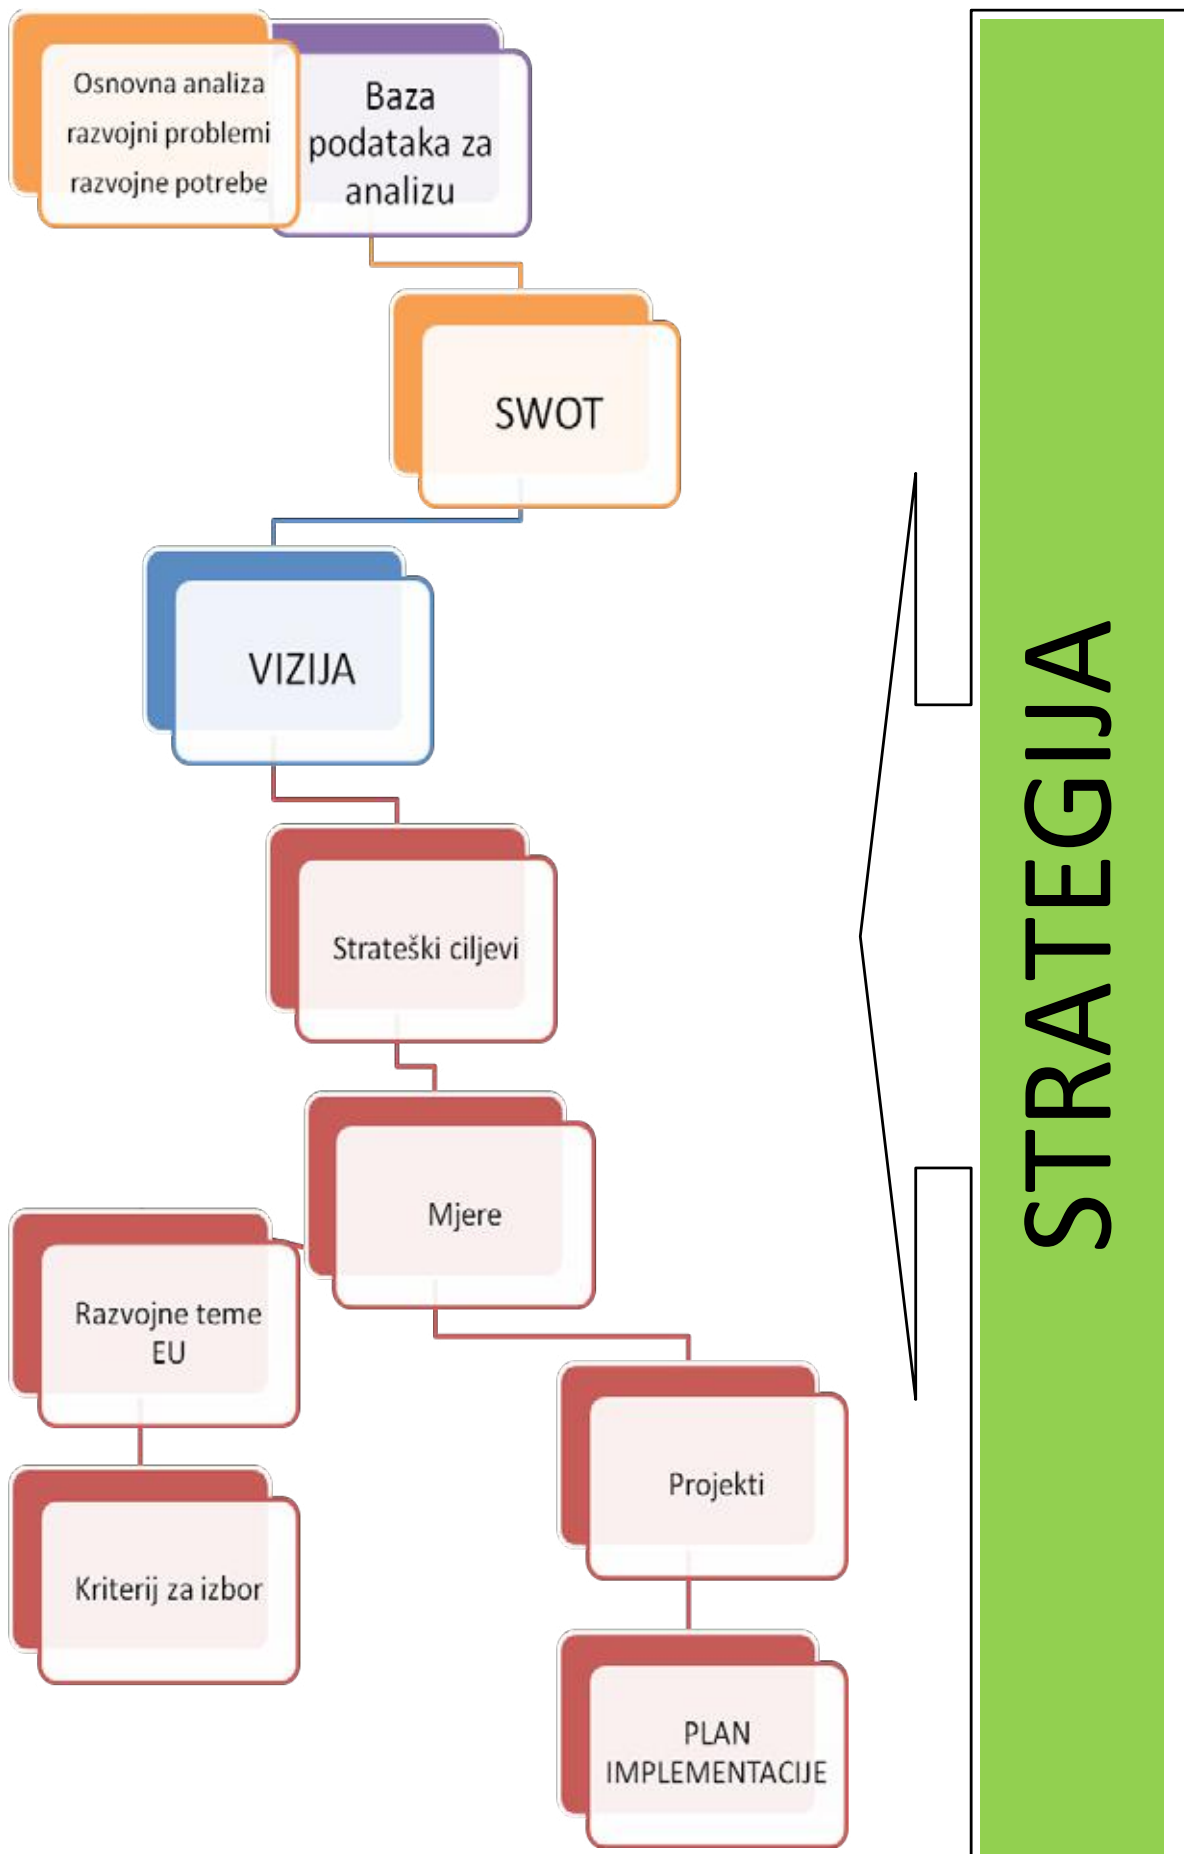 Osnovna analiza
razvojni problemi
razvojne potrebe
Baza
podataka za
analizu
SWOT
VIZIJA
Strateški ciljevi
Mjere
Razvojne teme
EU
Projekti
Kriterij za izbor
PLAN
IMPLEMENTACIJE
STRATEGIJA